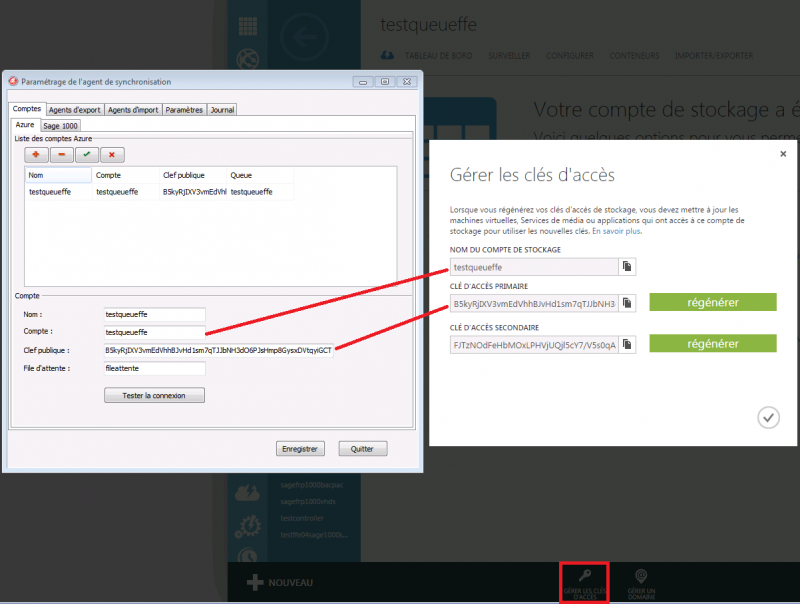 testqueueffe
TABLEAU DE BORD SURVEILLER CONFIGURER CONTENEURS IMPORTER/EXPORTER
Votre compte de stockage a é
Voici quelques options pour vous perme
Paramétrage de l'agent de synchronisation
Comptes Agents d'export Agents d'import Paramètres Journal
Azure Sage 1000
Liste des comptes Azure
Nom Compte Clef publique Queue
testqueueffe testqueueffe B5kyRjIXV3vmEdVhl testqueueffe
Compte
Nom : testqueueffe
Compte : testqueueffe
Clef publique : B5kyRjIXV3vmEdVhhBJvHd1sm7qTJJbNH3dO6PJsHmp8GysxDVtqyiGCT
File d'attente : fileattente
Tester la connexion
Enregistrer Quitter
Gérer les clés d'accès
Lorsque vous régénérez vos clés d'accès de stockage, vous devez mettre à jour les
machines virtuelles, Services de média ou applications qui ont accès à ce compte de
stockage pour utiliser les nouvelles clés. En savoir plus.
NOM DU COMPTE DE STOCKAGE
testqueueffe
CLÉ D'ACCÈS PRIMAIRE
B5kyRjIXV3vmEdVhhBJvHd1sm7qTJJbNH3 régénérer
CLÉ D'ACCÈS SECONDAIRE
FJTzNOdFeHbMOxLPHVjUQjl5cY7/V5s0qA régénérer
sagefrp1000bacpac
sagefrp1000vhds
testcontruller
testffe04sage1000s...
NOUVEAU
GÉRER LES CLÉS
D'ACCÈS
GÉRER UN
DOMAINE